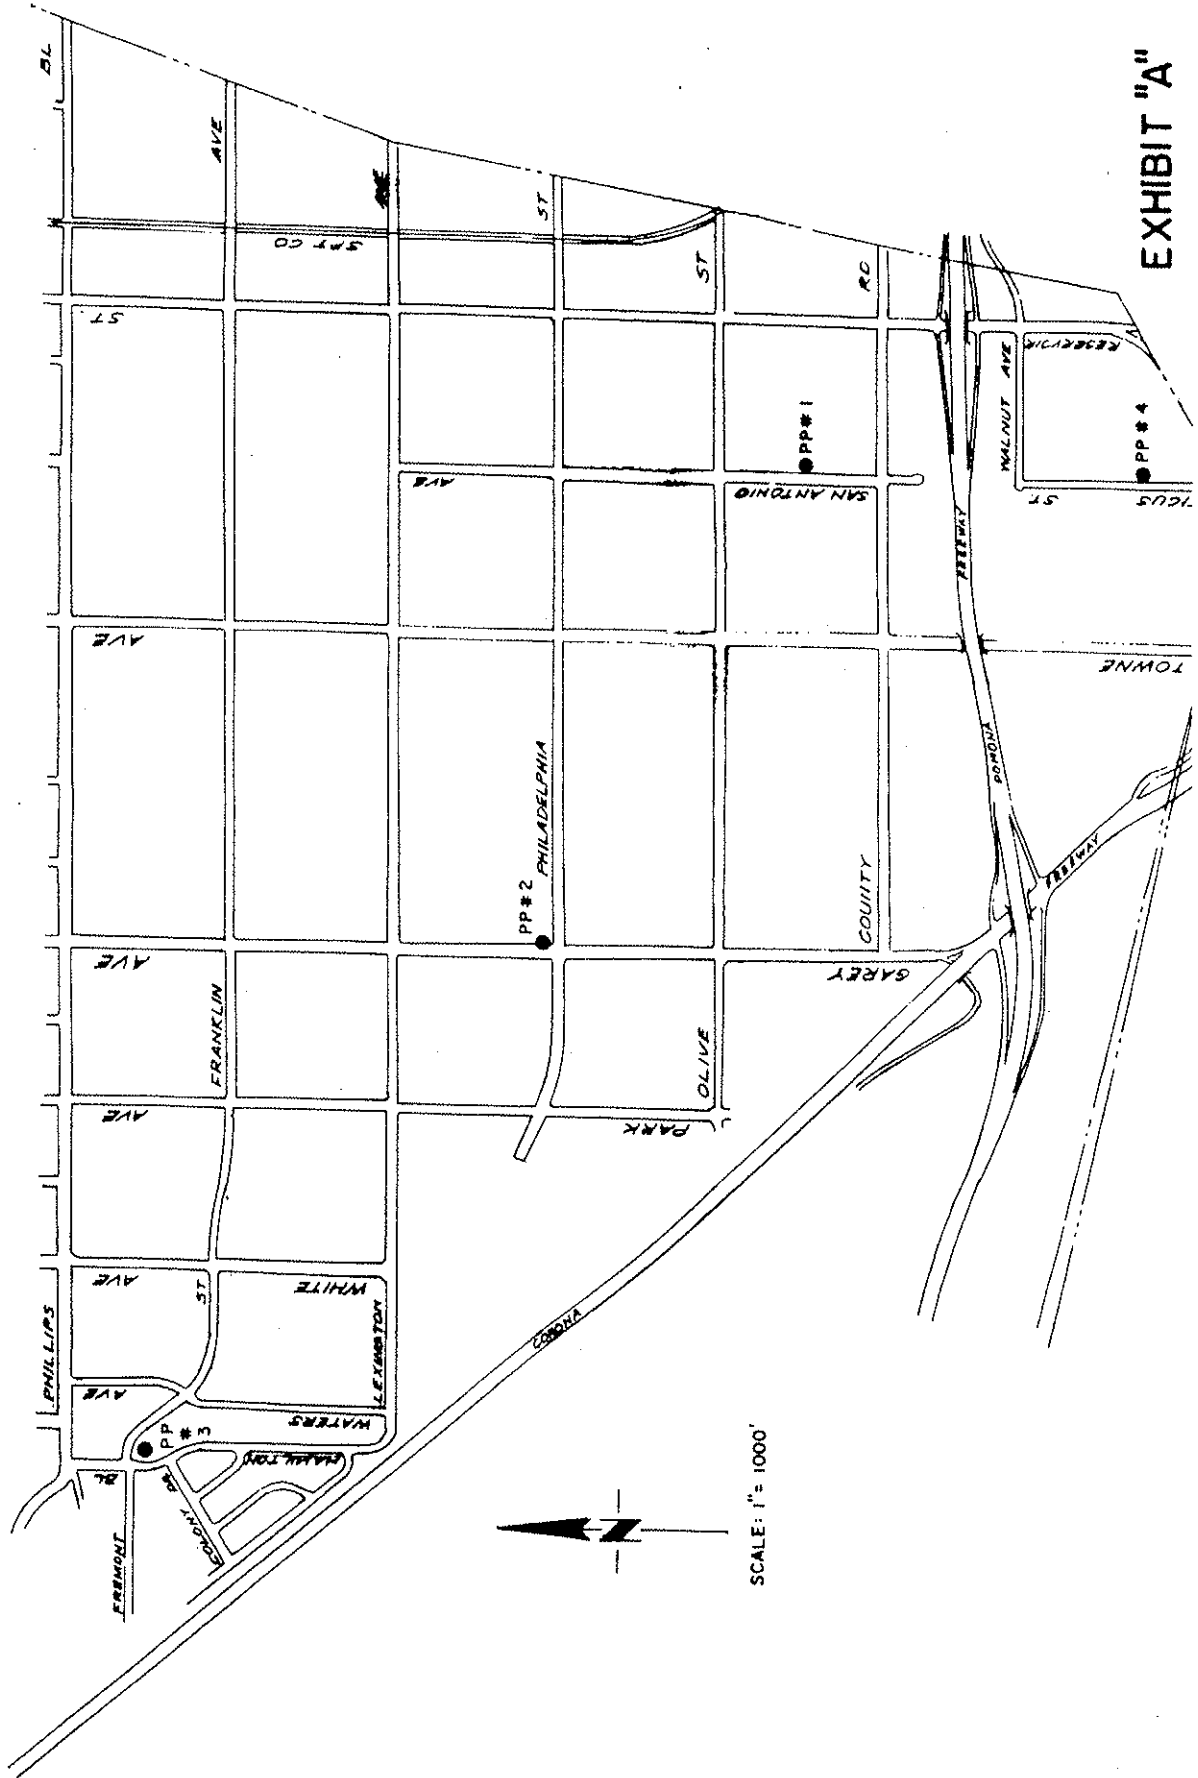 PHILLIPS
BL
FREMONT
COLONY DR
BL
PP
#
3
HAMILTON
WATERS
AVE
LEXINGTON
WHITE
AVE
ST
FRANKLIN
AVE
PARK
AVE
GAREY
AVE
PP#2
PHILADELPHIA
ST
OLIVE
ST
COUNTY
RD
TOWNE
AVE
SAN ANTONIO
AVE
PP#1
ST
RESERVOIR
SPT CO
WALNUT AVE
ST
PP#4
CORONA
FREEWAY
POMONA
FREEWAY
SCALE: 1"= 1000'
N
EXHIBIT "A"